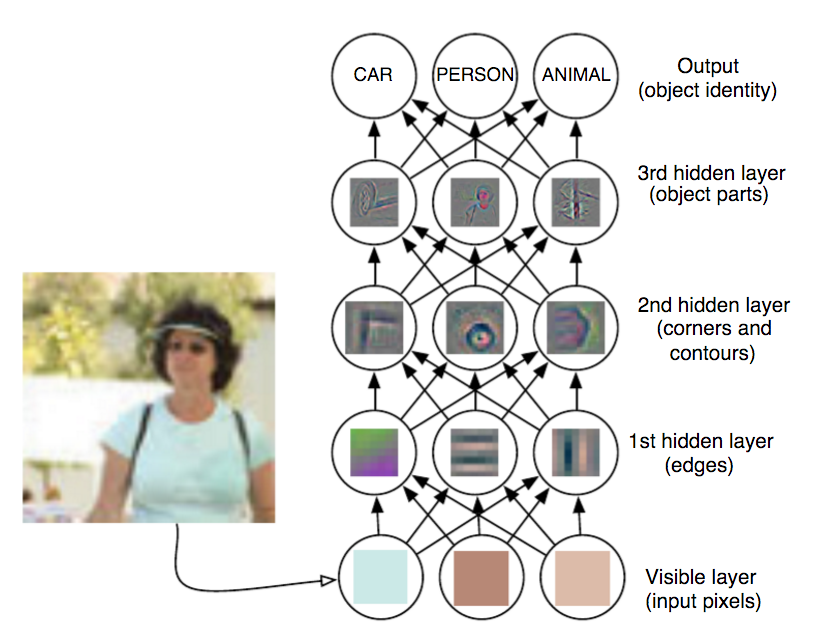 CAR
PERSON
ANIMAL
Output
(object identity)
3rd hidden layer
(object parts)
2nd hidden layer
(corners and
contours)
1st hidden layer
(edges)
Visible layer
(input pixels)